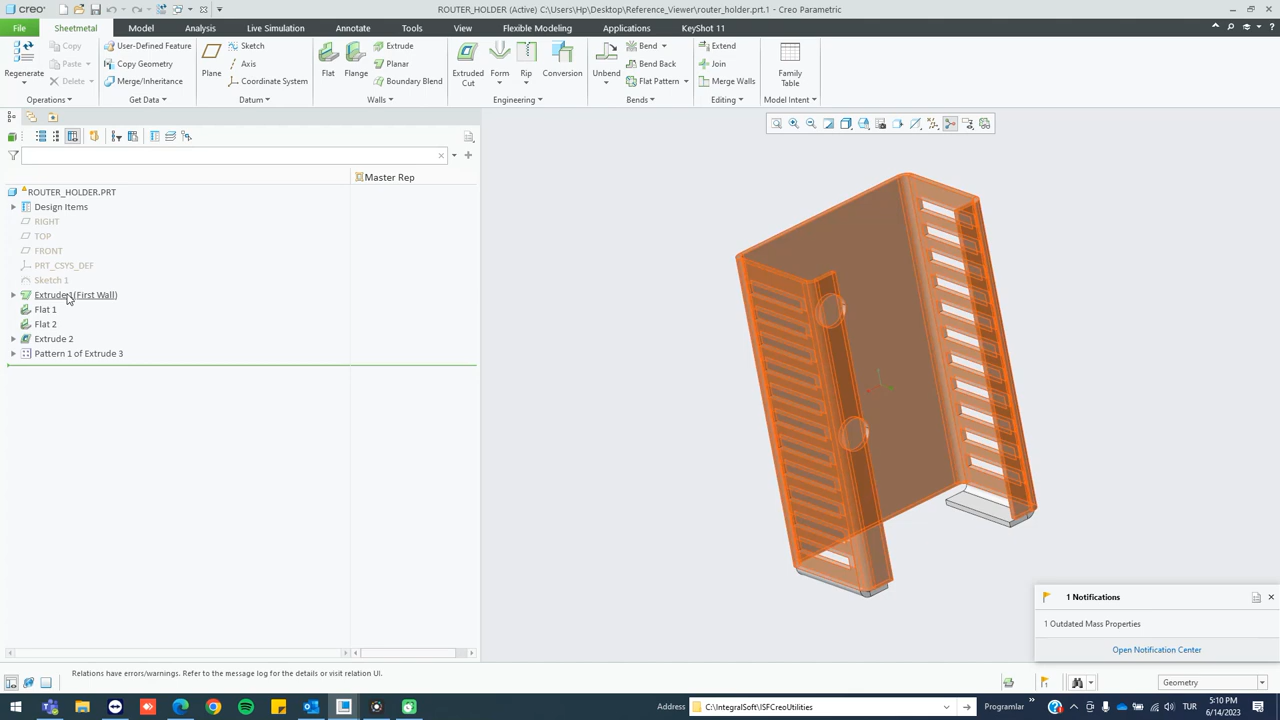 creo
ROUTER_HOLDER (Active) C:\Users\Hp\Desktop\Reference_Viewer\router_holder.prt.1 - Creo Parametric
File Sheetmetal Model Analysis Live Simulation Annotate Tools View Flexible Modeling Applications KeyShot 11
Copy User-Defined Feature Sketch Extrude Bend Extend
Paste Copy Geometry Axis Planar Bend Back Join
Regenerate Plane Flat Flange Extruded Cut Form Rip Conversion Unbend Family Table
Delete Merge/Inheritance Coordinate System Boundary Blend Flat Pattern Merge Walls
Operations Get Data Datum Walls Engineering Bends Editing Model Intent
Master Rep
ROUTER_HOLDER.PRT
Design Items
RIGHT
TOP
FRONT
PRT_CSYS_DEF
Sketch 1
Extrude 1(First Wall)
Flat 1
Flat 2
Extrude 2
Pattern 1 of Extrude 3
1 Notifications
1 Outdated Mass Properties
Open Notification Center
Relations have errors/warnings. Refer to the message log for the details or visit relation UI.
1
Geometry
Address C:\IntegralSoft\ISFCreoUtilities
Programlar
TUR
5:10 PM
6/14/2023